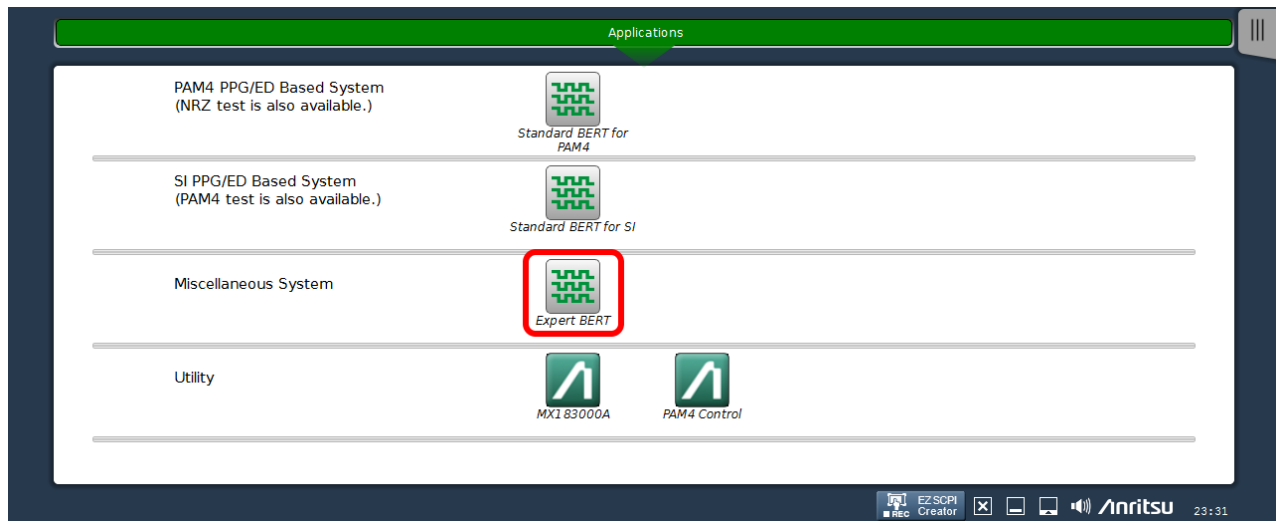 Applications
PAM4 PPG/ED Based System
(NRZ test is also available.)
Standard BERT for
PAM4
SI PPG/ED Based System
(PAM4 test is also available.)
Standard BERT for SI
Miscellaneous System
Expert BERT
Utility
MX183000A
PAM4 Control
REC
EZSCPI
Creator
Anritsu
23:31